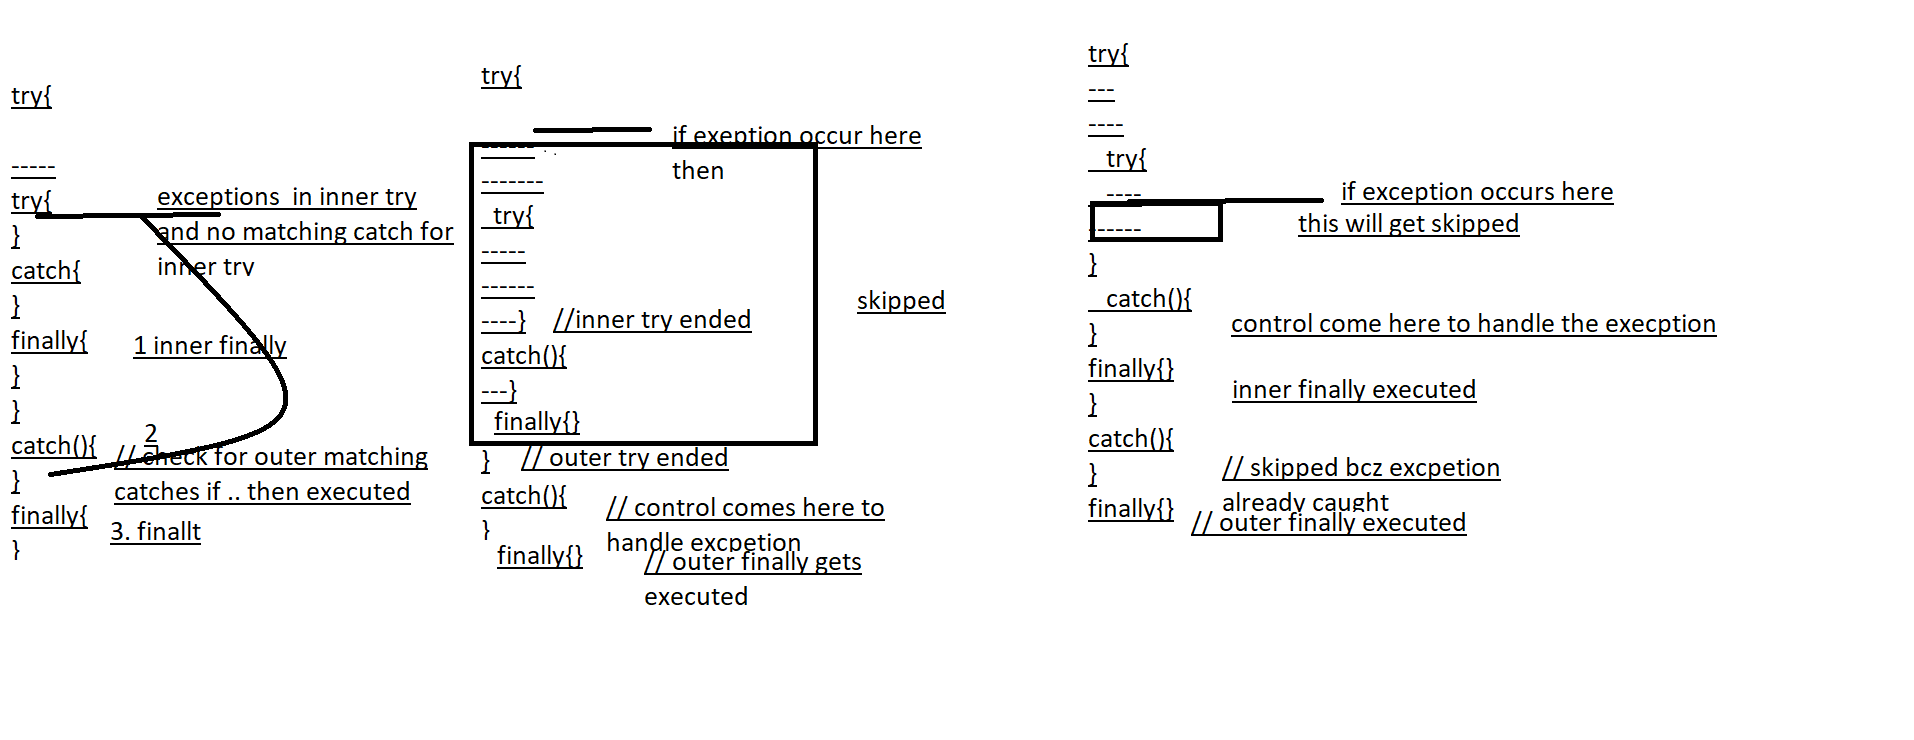 try{
-----
try{
exceptions  in inner try
and no matching catch for
inner try
}
catch{
}
finally{
1 inner finally
}
}
catch(){
2
// check for outer matching
catches if .. then executed
}
finally{
3. finallt
}
try{
if exeption occur here
then
------
-------
try{
-----
------
----}
//inner try ended
skipped
catch(){
---}
finally{}
}
// outer try ended
catch(){
// control comes here to
handle excpetion
}
finally{}
// outer finally gets
executed
try{
---
----
try{
----
if exception occurs here
this will get skipped
------
}
catch(){
control come here to handle the execption
}
finally{}
inner finally executed
}
catch(){
// skipped bcz excpetion
already caught
}
finally{}
// outer finally executed